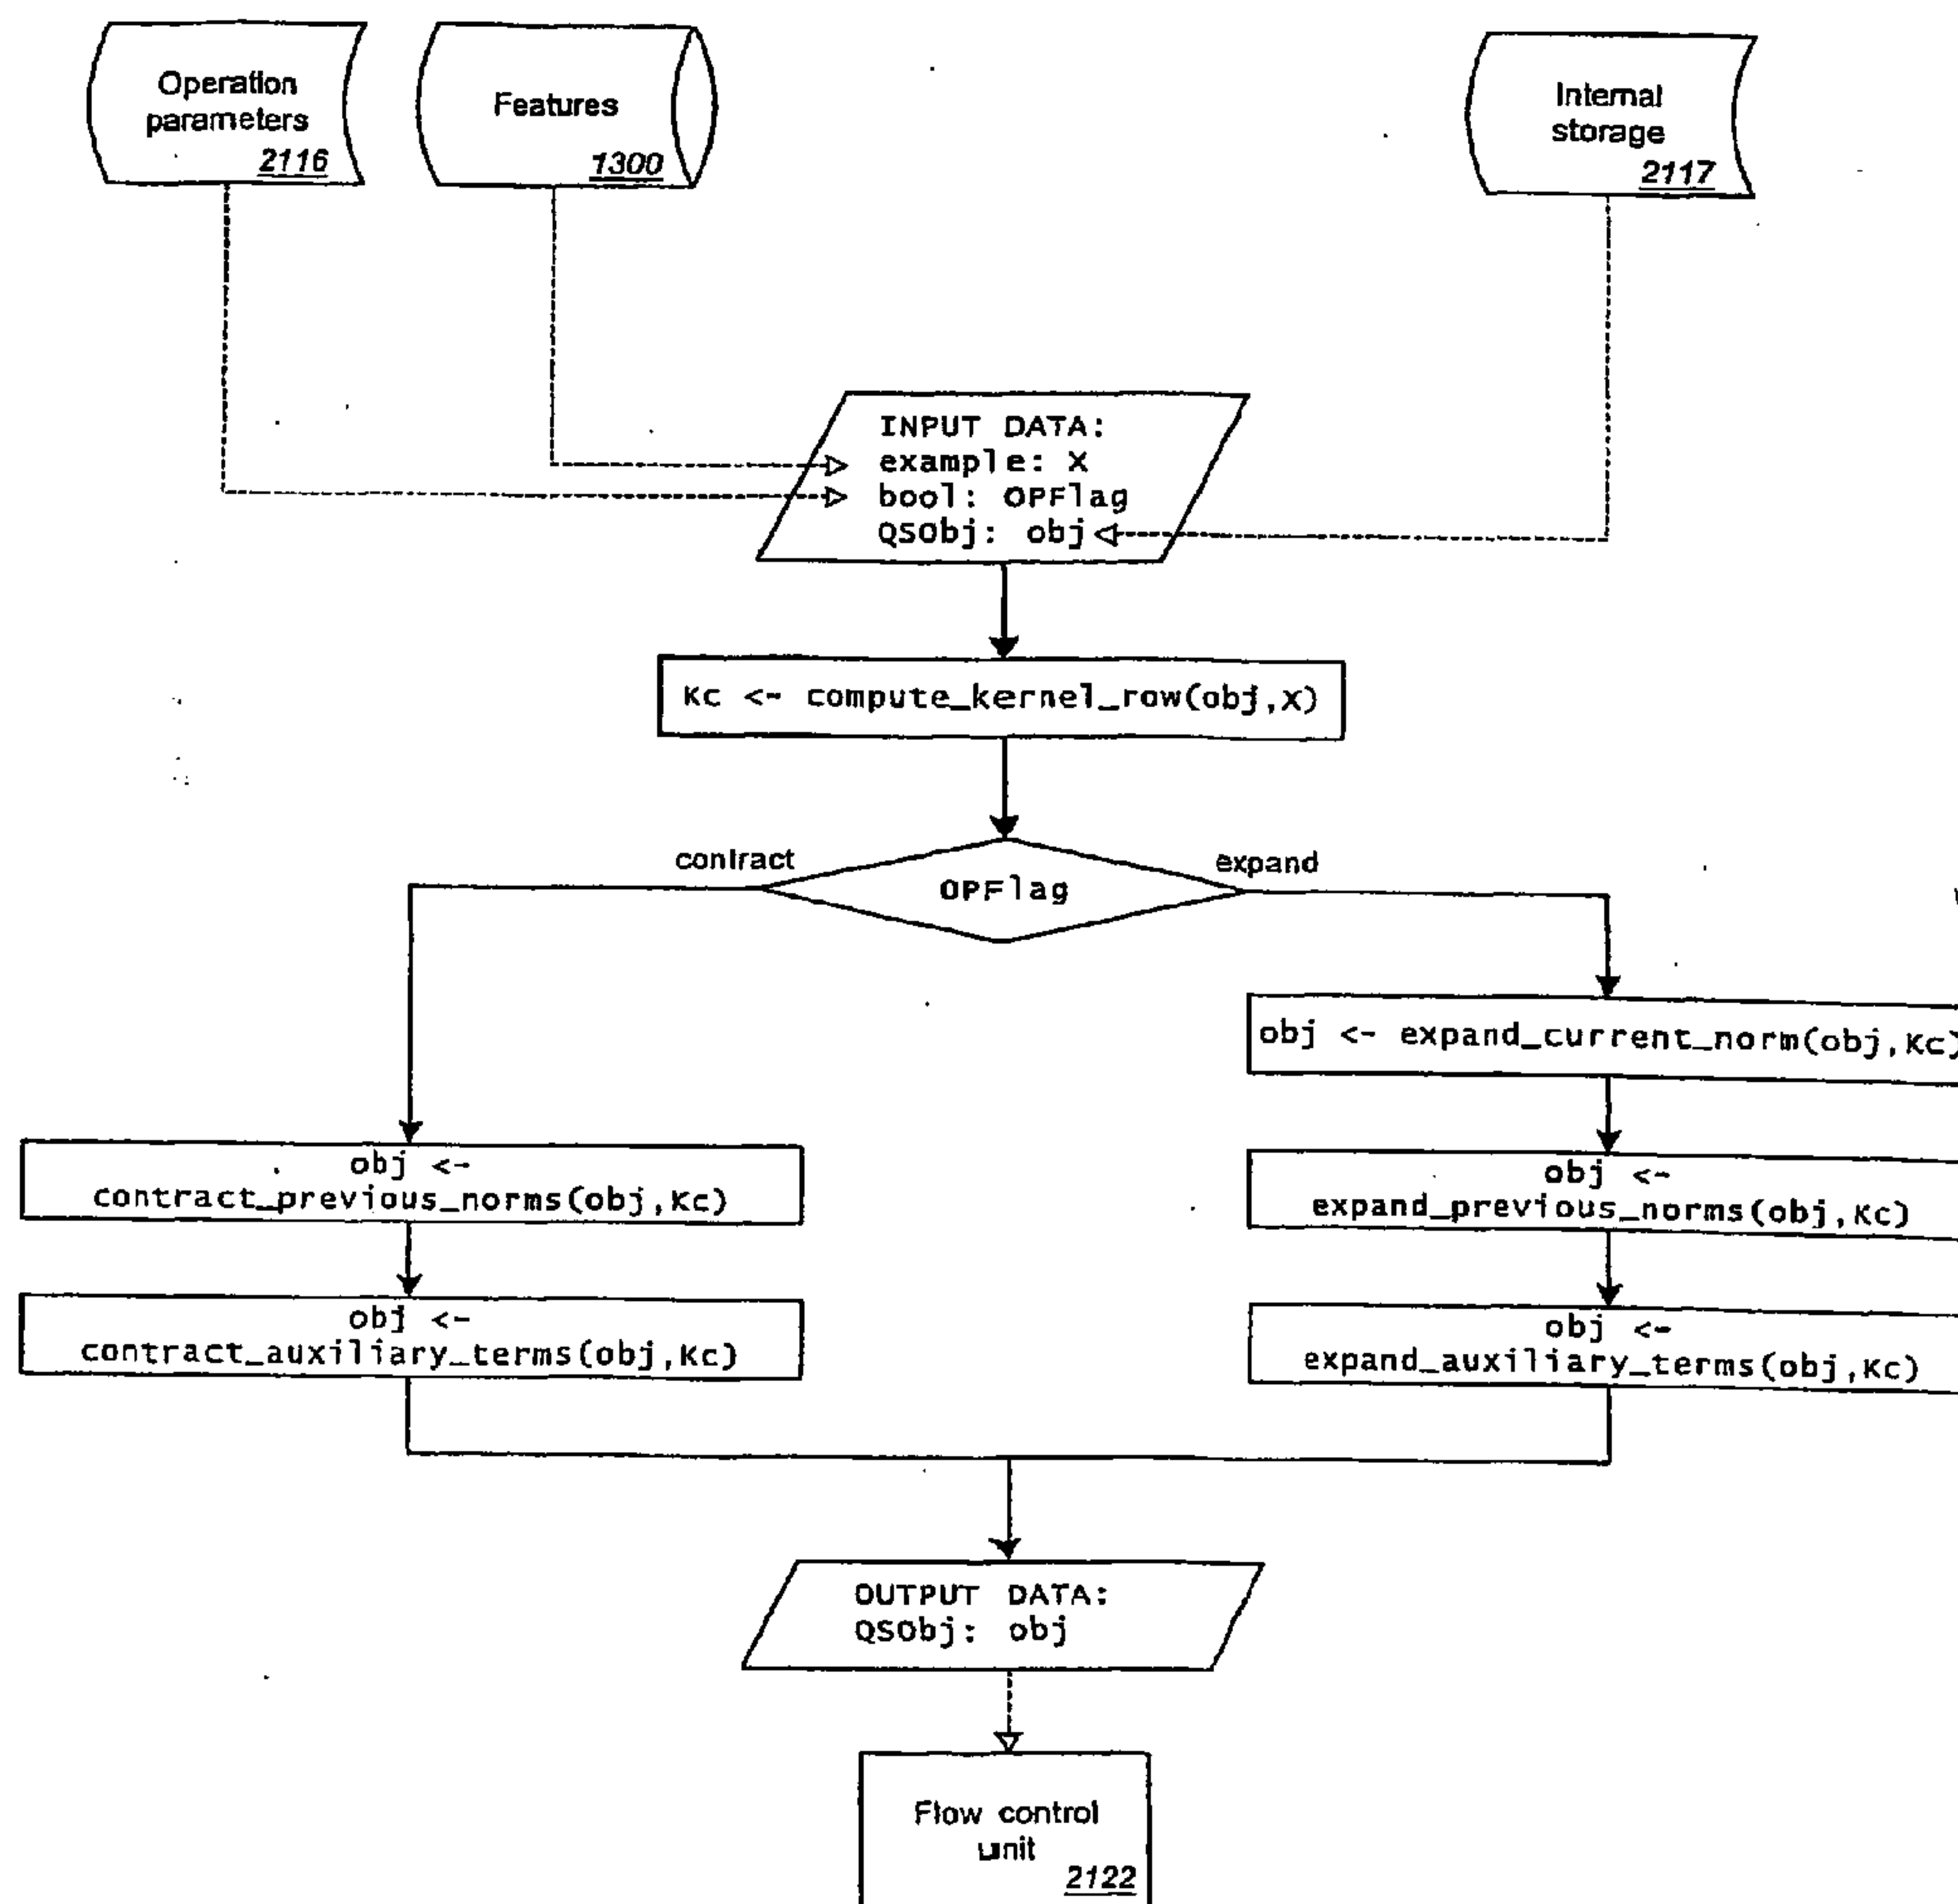 Operation
parameters
2116
Features
1300
Internal
storage
2117
INPUT DATA:
example: X
bool: OPFlag
QSObj: obj
Kc <- compute_kernel_row(obj,X)
contract
OPFlag
expand
obj <- expand_current_norm(obj,Kc)
obj <-
contract_previous_norms(obj,Kc)
obj <-
expand_previous_norms(obj,Kc)
obj <-
contract_auxiliary_terms(obj,Kc)
obj <-
expand_auxiliary_terms(obj,Kc)
OUTPUT DATA:
QSObj: obj
Flow control
unit
2122